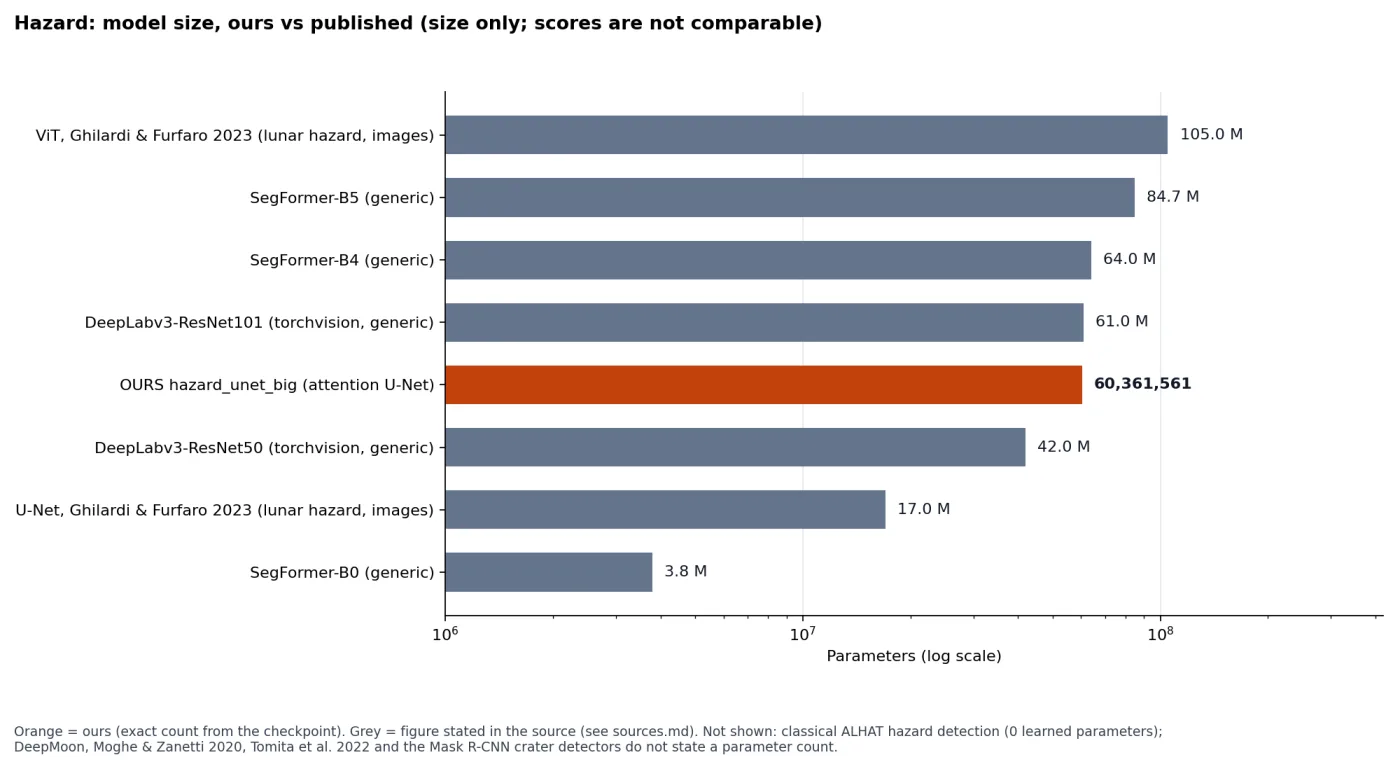 Hazard: model size, ours vs published (size only; scores are not comparable)
ViT, Ghilardi & Furfaro 2023 (lunar hazard, images) 105.0 M
SegFormer-B5 (generic) 84.7 M
SegFormer-B4 (generic) 64.0 M
DeepLabv3-ResNet101 (torchvision, generic) 61.0 M
OURS hazard_unet_big (attention U-Net) 60,361,561
DeepLabv3-ResNet50 (torchvision, generic) 42.0 M
U-Net, Ghilardi & Furfaro 2023 (lunar hazard, images) 17.0 M
SegFormer-B0 (generic) 3.8 M
10⁶ 10⁷ 10⁸
Parameters (log scale)
Orange = ours (exact count from the checkpoint). Grey = figure stated in the source (see sources.md). Not shown: classical ALHAT hazard detection (0 learned parameters);
DeepMoon, Moghe & Zanetti 2020, Tomita et al. 2022 and the Mask R-CNN crater detectors do not state a parameter count.